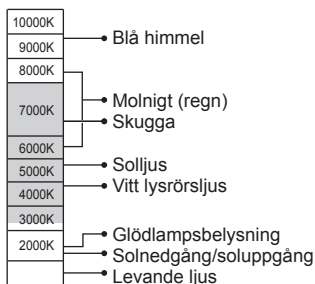 10000K
9000K
Blå himmel
8000K
Molnigt (regn)
7000K
Skugga
6000K
Solljus
5000K
Vitt lysrörsljus
4000K
3000K
Glödlampsbelysning
2000K
Solnedgång/soluppgång
Levande ljus